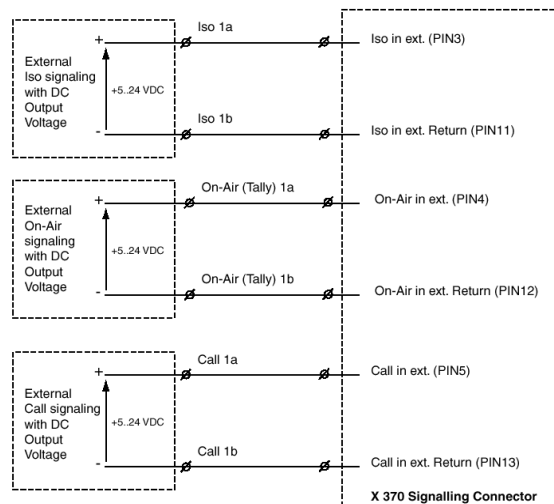 Iso 1a
+
Iso in ext. (PIN3)
External
Iso signaling
with DC
Output
Voltage
+5..24 VDC
Iso 1b
-
Iso in ext. Return (PIN11)
On-Air (Tally) 1a
+
On-Air in ext. (PIN4)
External
On-Air
signaling
with DC
Output
Voltage
+5..24 VDC
On-Air (Tally) 1b
-
On-Air in ext. Return (PIN12)
Call 1a
+
Call in ext. (PIN5)
External
Call signaling
with DC
Output
Voltage
+5..24 VDC
Call 1b
-
Call in ext. Return (PIN13)
X 370 Signalling Connector